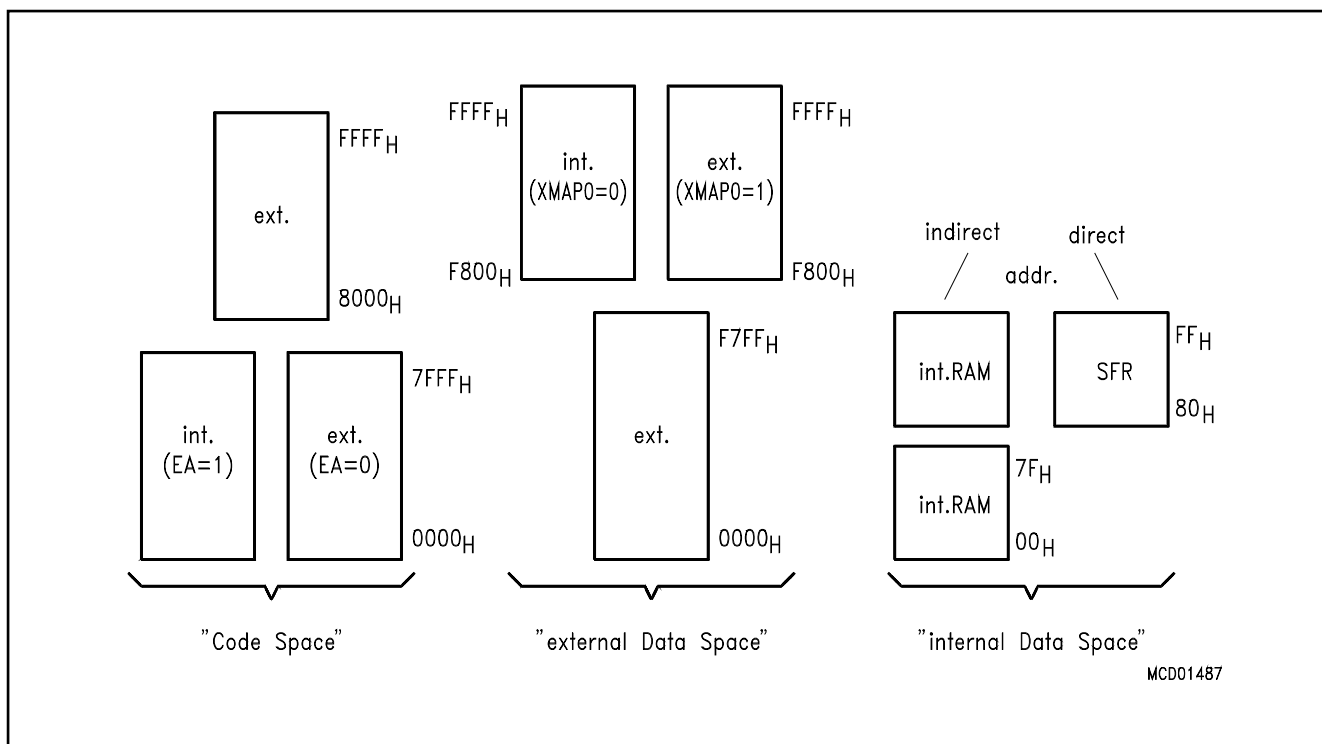 FFFFH
ext.
8000H
int.
(EA=1)
ext.
(EA=0)
7FFFH
0000H
"Code Space"
FFFFH
int.
(XMAP0=0)
F800H
ext.
(XMAP0=1)
FFFFH
F800H
F7FFH
ext.
0000H
"external Data Space"
indirect
direct
addr.
int.RAM
SFR
FFH
80H
int.RAM
7FH
00H
"internal Data Space"
MCD01487